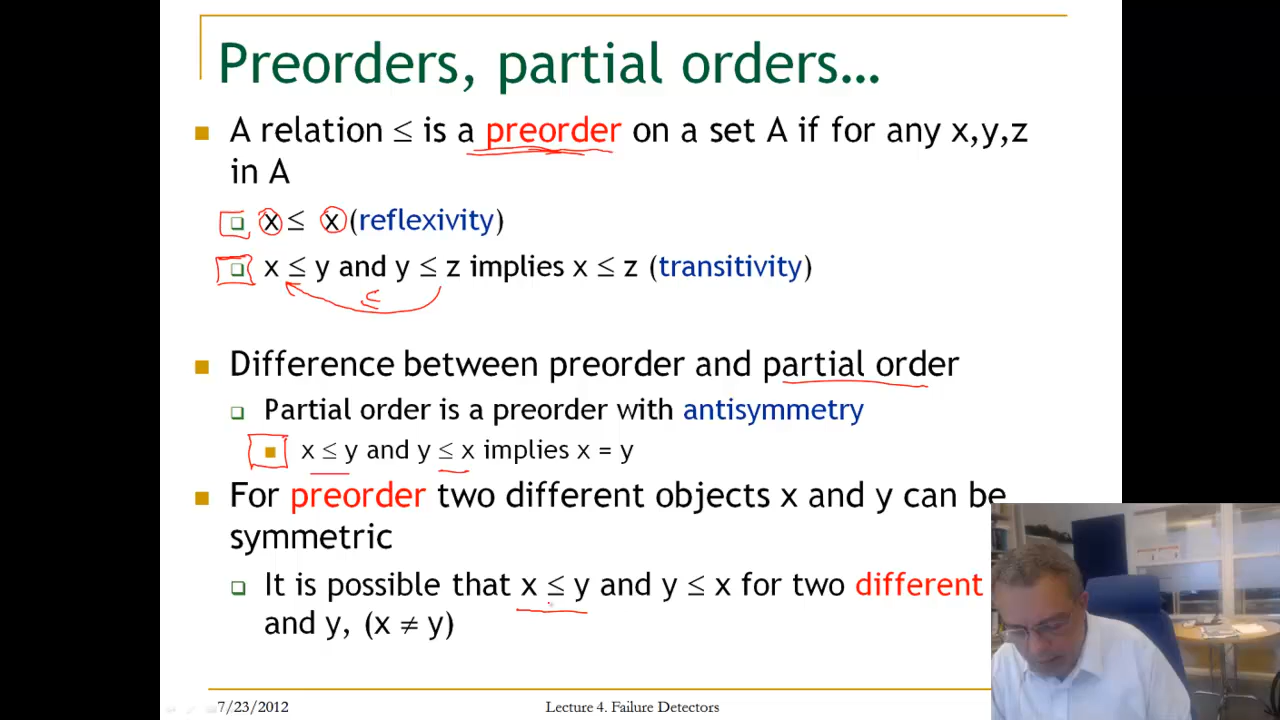 Preorders, partial orders…
A relation ≤ is a preorder on a set A if for any x,y,z
in A
x ≤ x (reflexivity)
x ≤ y and y ≤ z implies x ≤ z (transitivity)
≤
Difference between preorder and partial order
Partial order is a preorder with antisymmetry
x ≤ y and y ≤ x implies x = y
For preorder two different objects x and y can be
symmetric
It is possible that x ≤ y and y ≤ x for two different
and y, (x ≠ y)
7/23/2012 Lecture 4. Failure Detectors